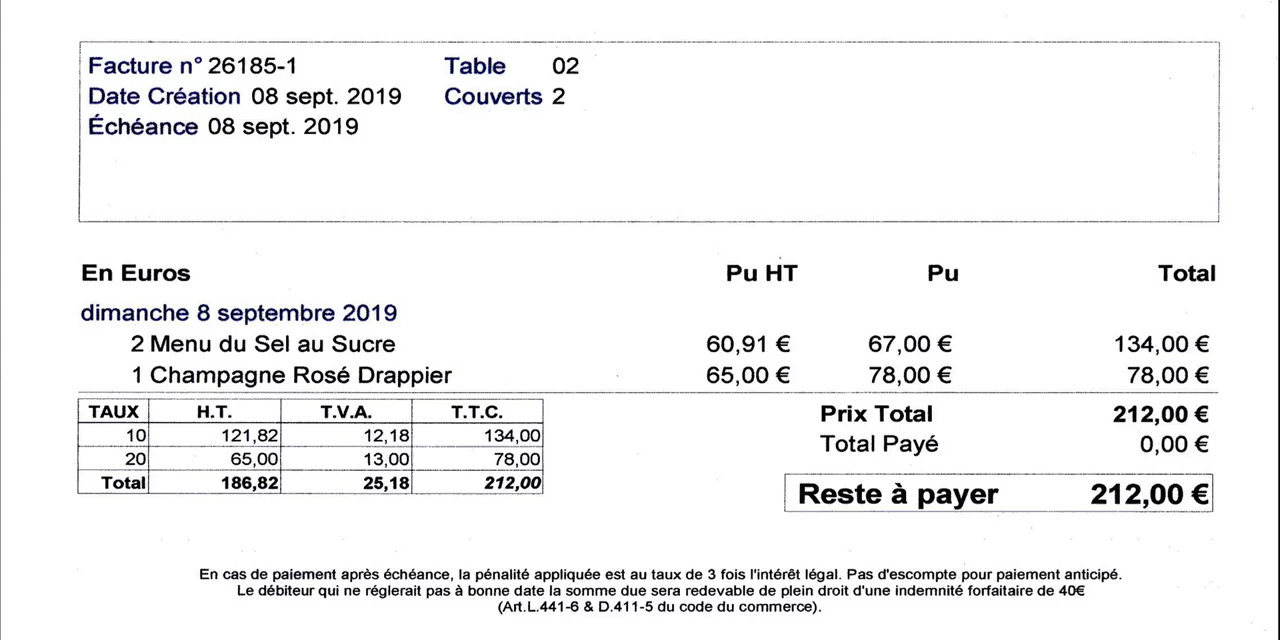 Facture n° 26185-1 Table 02
Date Création 08 sept. 2019 Couverts 2
Échéance 08 sept. 2019
En Euros Pu HT Pu Total
dimanche 8 septembre 2019
2 Menu du Sel au Sucre 60,91 € 67,00 € 134,00 €
1 Champagne Rosé Drappier 65,00 € 78,00 € 78,00 €
TAUX H.T. T.V.A. T.T.C.
10 121,82 12,18 134,00
20 65,00 13,00 78,00
Total 186,82 25,18 212,00
Prix Total 212,00 €
Total Payé 0,00 €
Reste à payer 212,00 €
En cas de paiement après échéance, la pénalité appliquée est au taux de 3 fois l'intérêt légal. Pas d'escompte pour paiement anticipé.
Le débiteur qui ne réglerait pas à bonne date la somme due sera redevable de plein droit d'une indemnité forfaitaire de 40€
(Art.L.441-6 & D.411-5 du code du commerce).